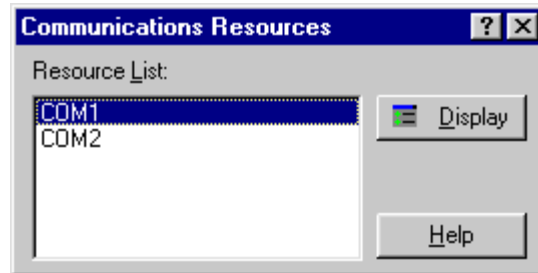 Communications Resources
Resource List:
COM1
COM2
Display
Help